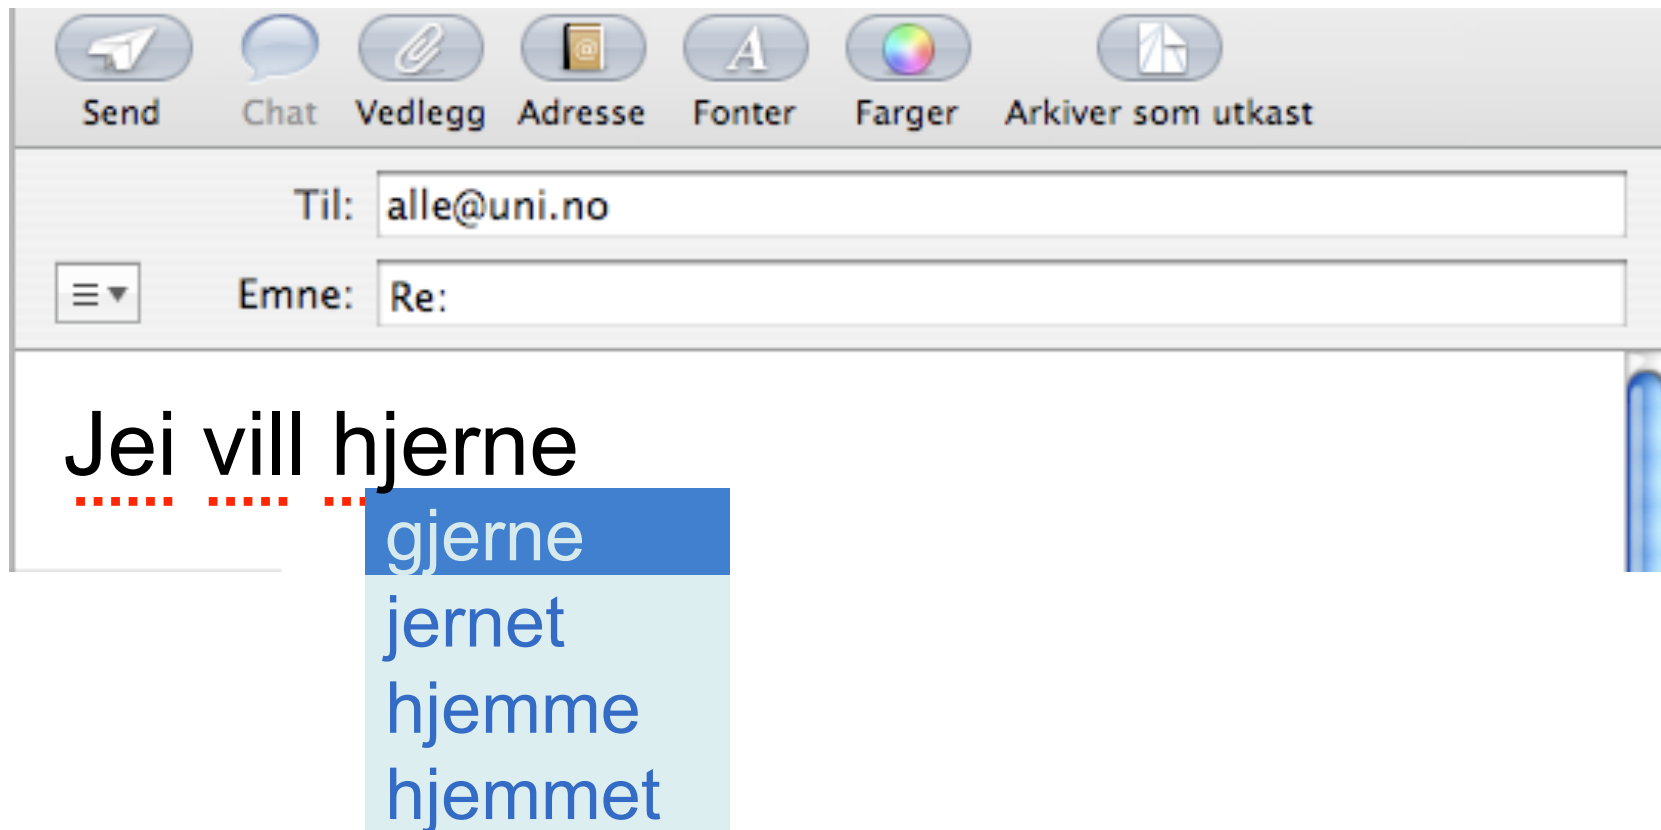 Send Chat Vedlegg Adresse Fonter Farger Arkiver som utkast
Til: alle@uni.no
Emne: Re:
Jei vill hjerne
gjerne
jernet
hjemme
hjemmet